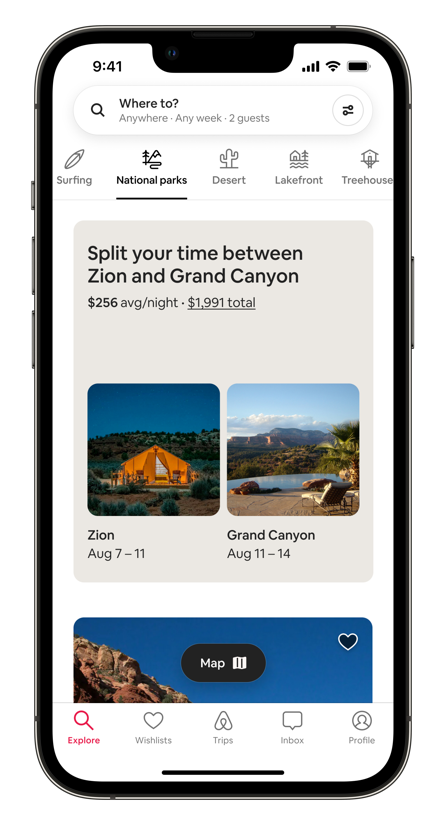 9:41
Where to?
Anywhere · Any week · 2 guests
Surfing
National parks
Desert
Lakefront
Treehouse
Split your time between
Zion and Grand Canyon
$256 avg/night · $1,991 total
Zion
Aug 7 – 11
Grand Canyon
Aug 11 – 14
Map
Explore
Wishlists
Trips
Inbox
Profile